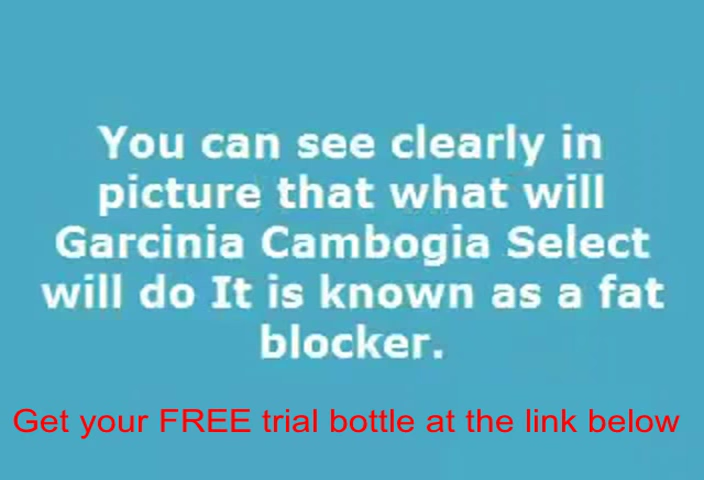 You can see clearly in
picture that what will
Garcinia Cambogia Select
will do It is known as a fat
blocker.
Get your FREE trial bottle at the link below